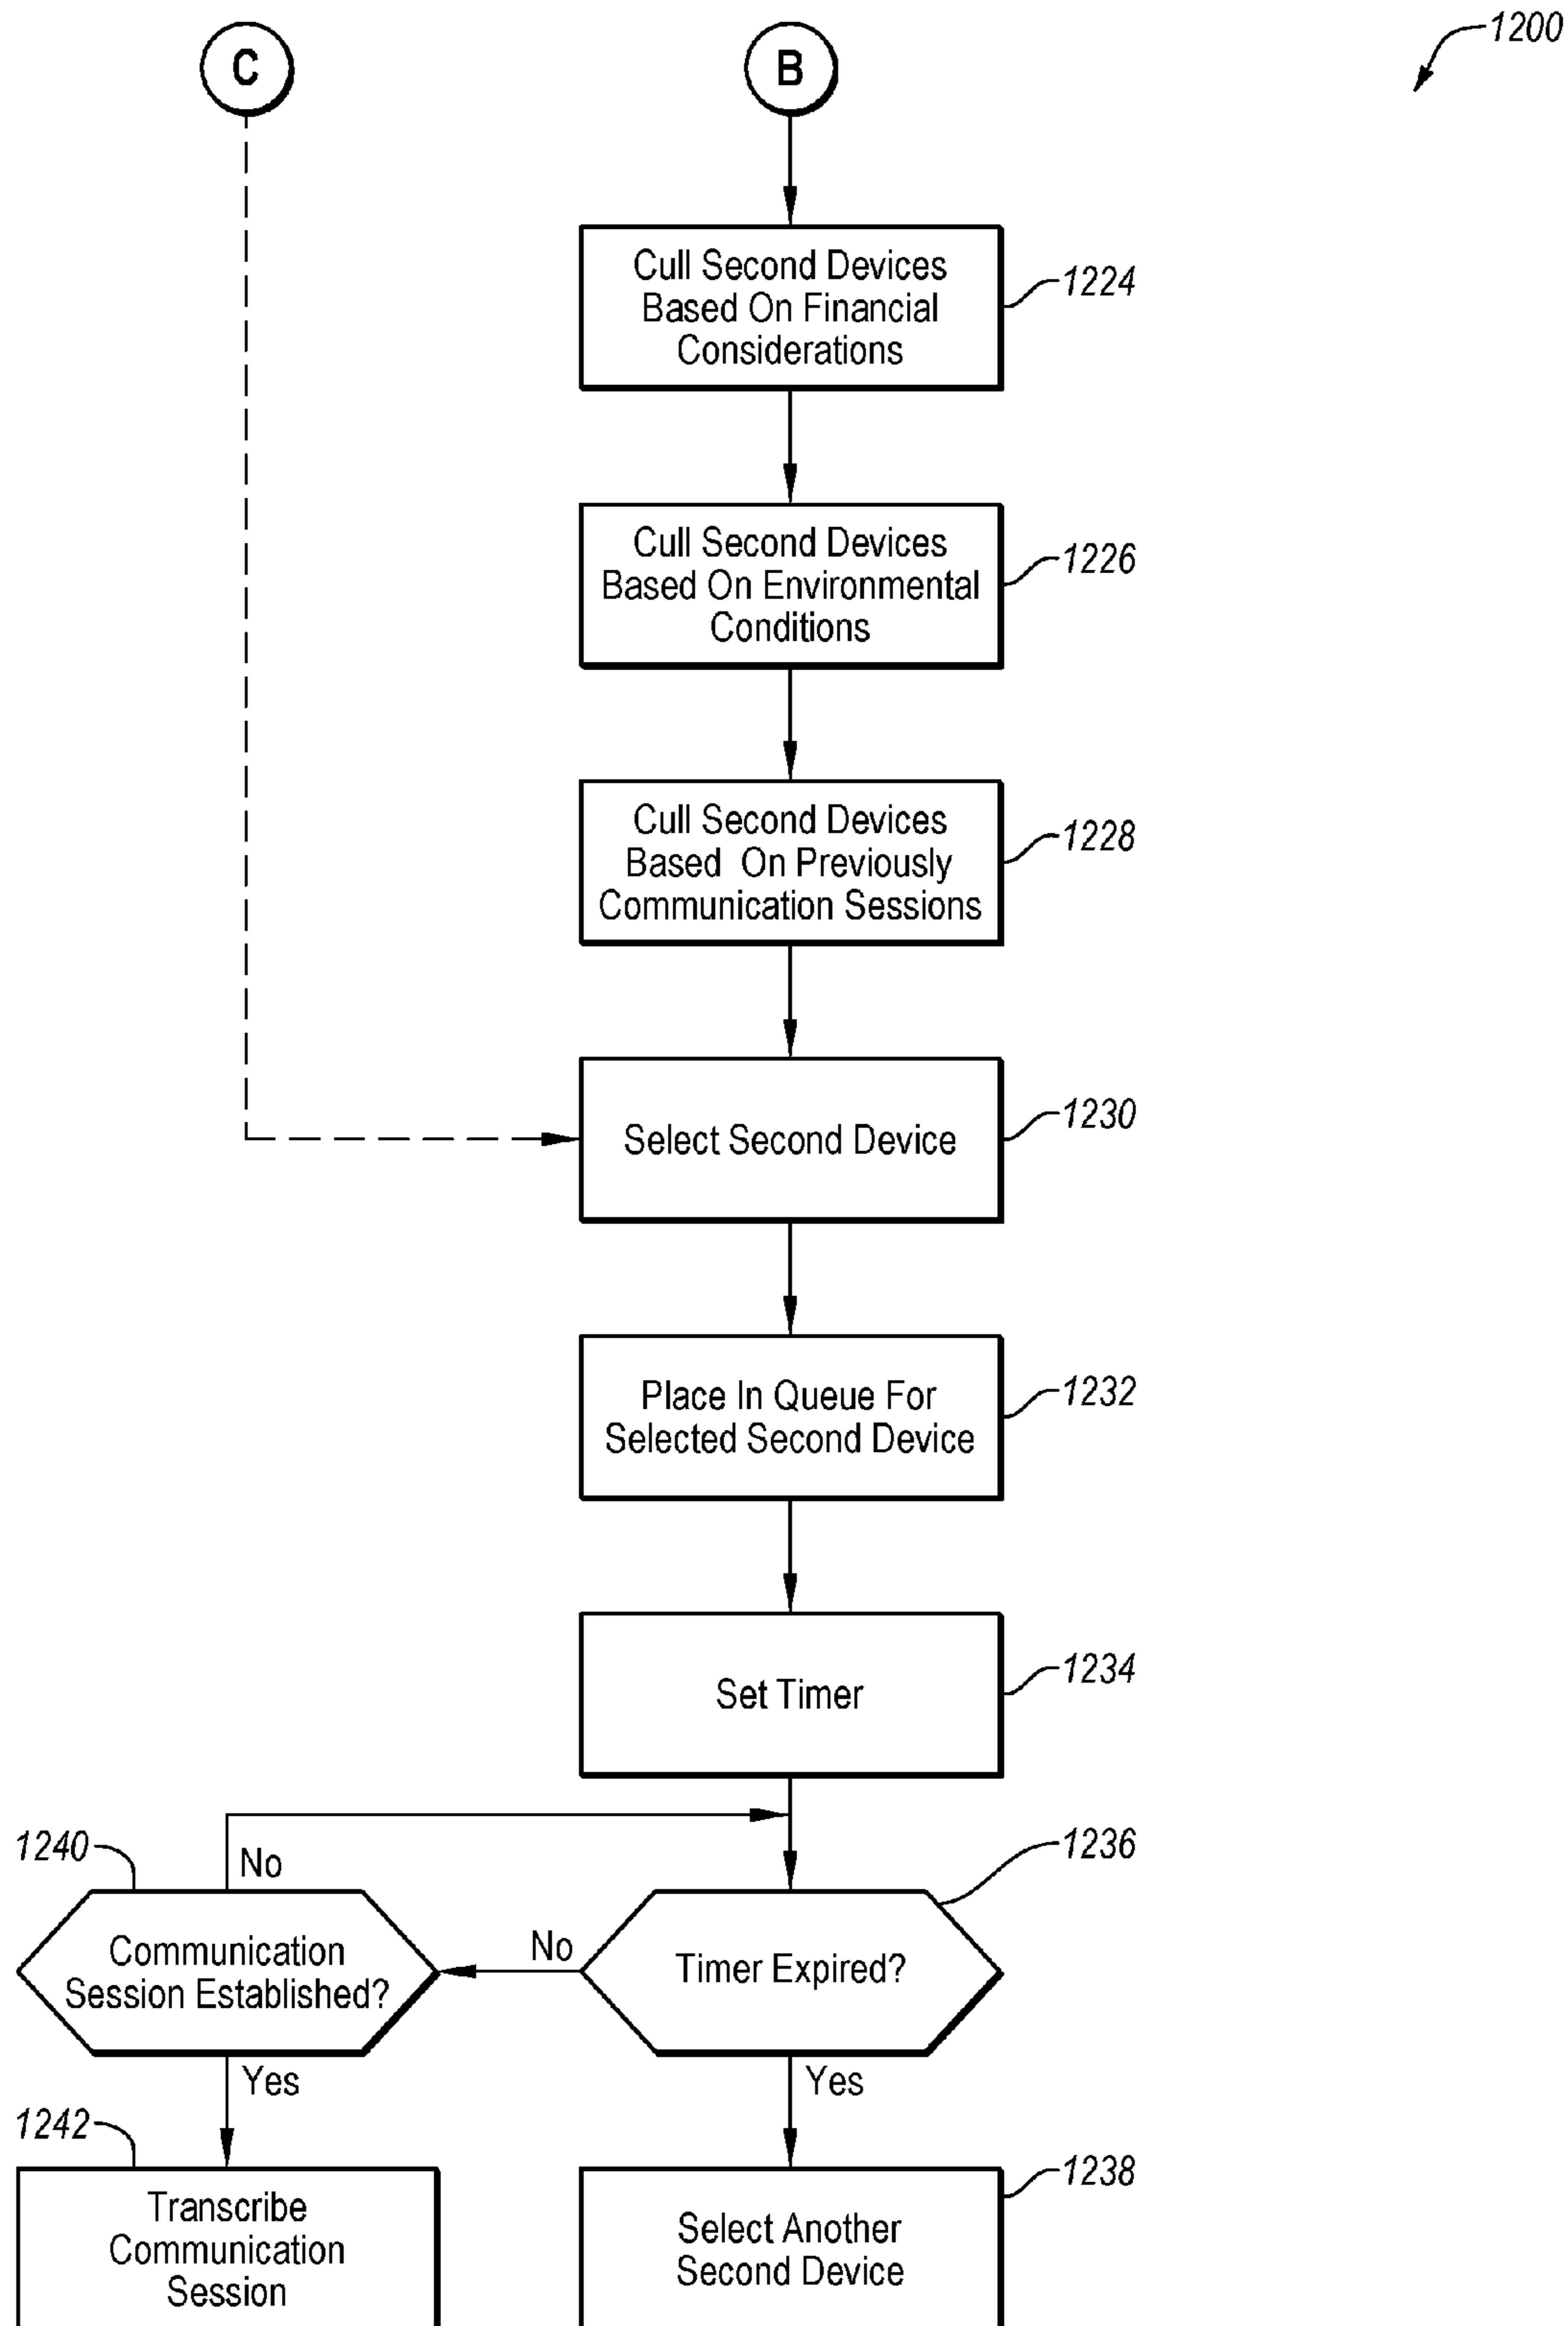 1200
C
B
Cull Second Devices
Based On Financial
Considerations
1224
Cull Second Devices
Based On Environmental
Conditions
1226
Cull Second Devices
Based On Previously
Communication Sessions
1228
Select Second Device
1230
Place In Queue For
Selected Second Device
1232
Set Timer
1234
1240
No
1236
Communication
Session Established?
No
Timer Expired?
Yes
Yes
1242
1238
Transcribe
Communication
Session
Select Another
Second Device